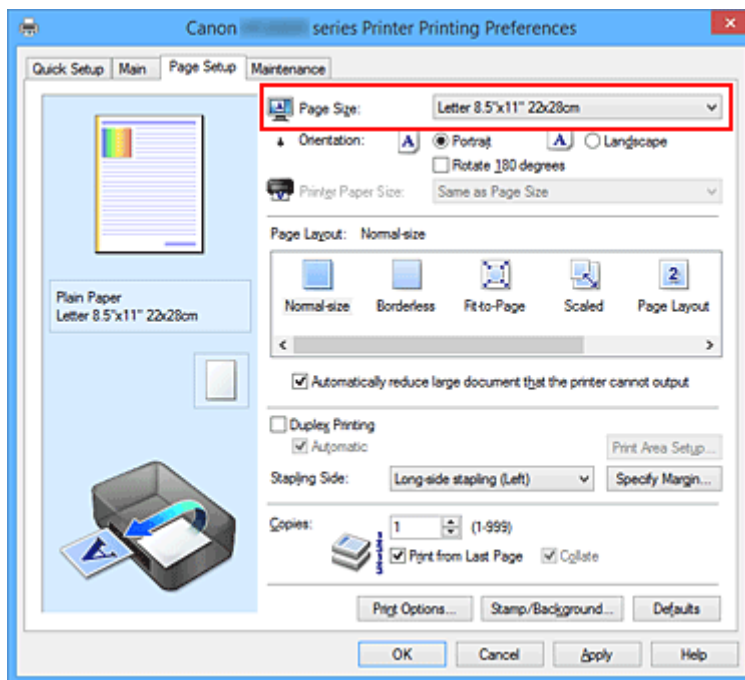 Canon series Printer Printing Preferences
Quick Setup Main Page Setup Maintenance
Page Size: Letter 8.5"x11" 22x28cm
Orientation: A Portrait A Landscape
Rotate 180 degrees
Printer Paper Size: Same as Page Size
Page Layout: Normal-size
2
Normal-size Borderless Fit-to-Page Scaled Page Layout
Plain Paper
Letter 8.5"x11" 22x28cm
Automatically reduce large document that the printer cannot output
Duplex Printing
Automatic Print Area Setup...
Stapling Side: Long-side stapling (Left) Specify Margin...
Copies: 1 (1-999)
Print from Last Page Collate
A
Print Options... Stamp/Background... Defaults
OK Cancel Apply Help